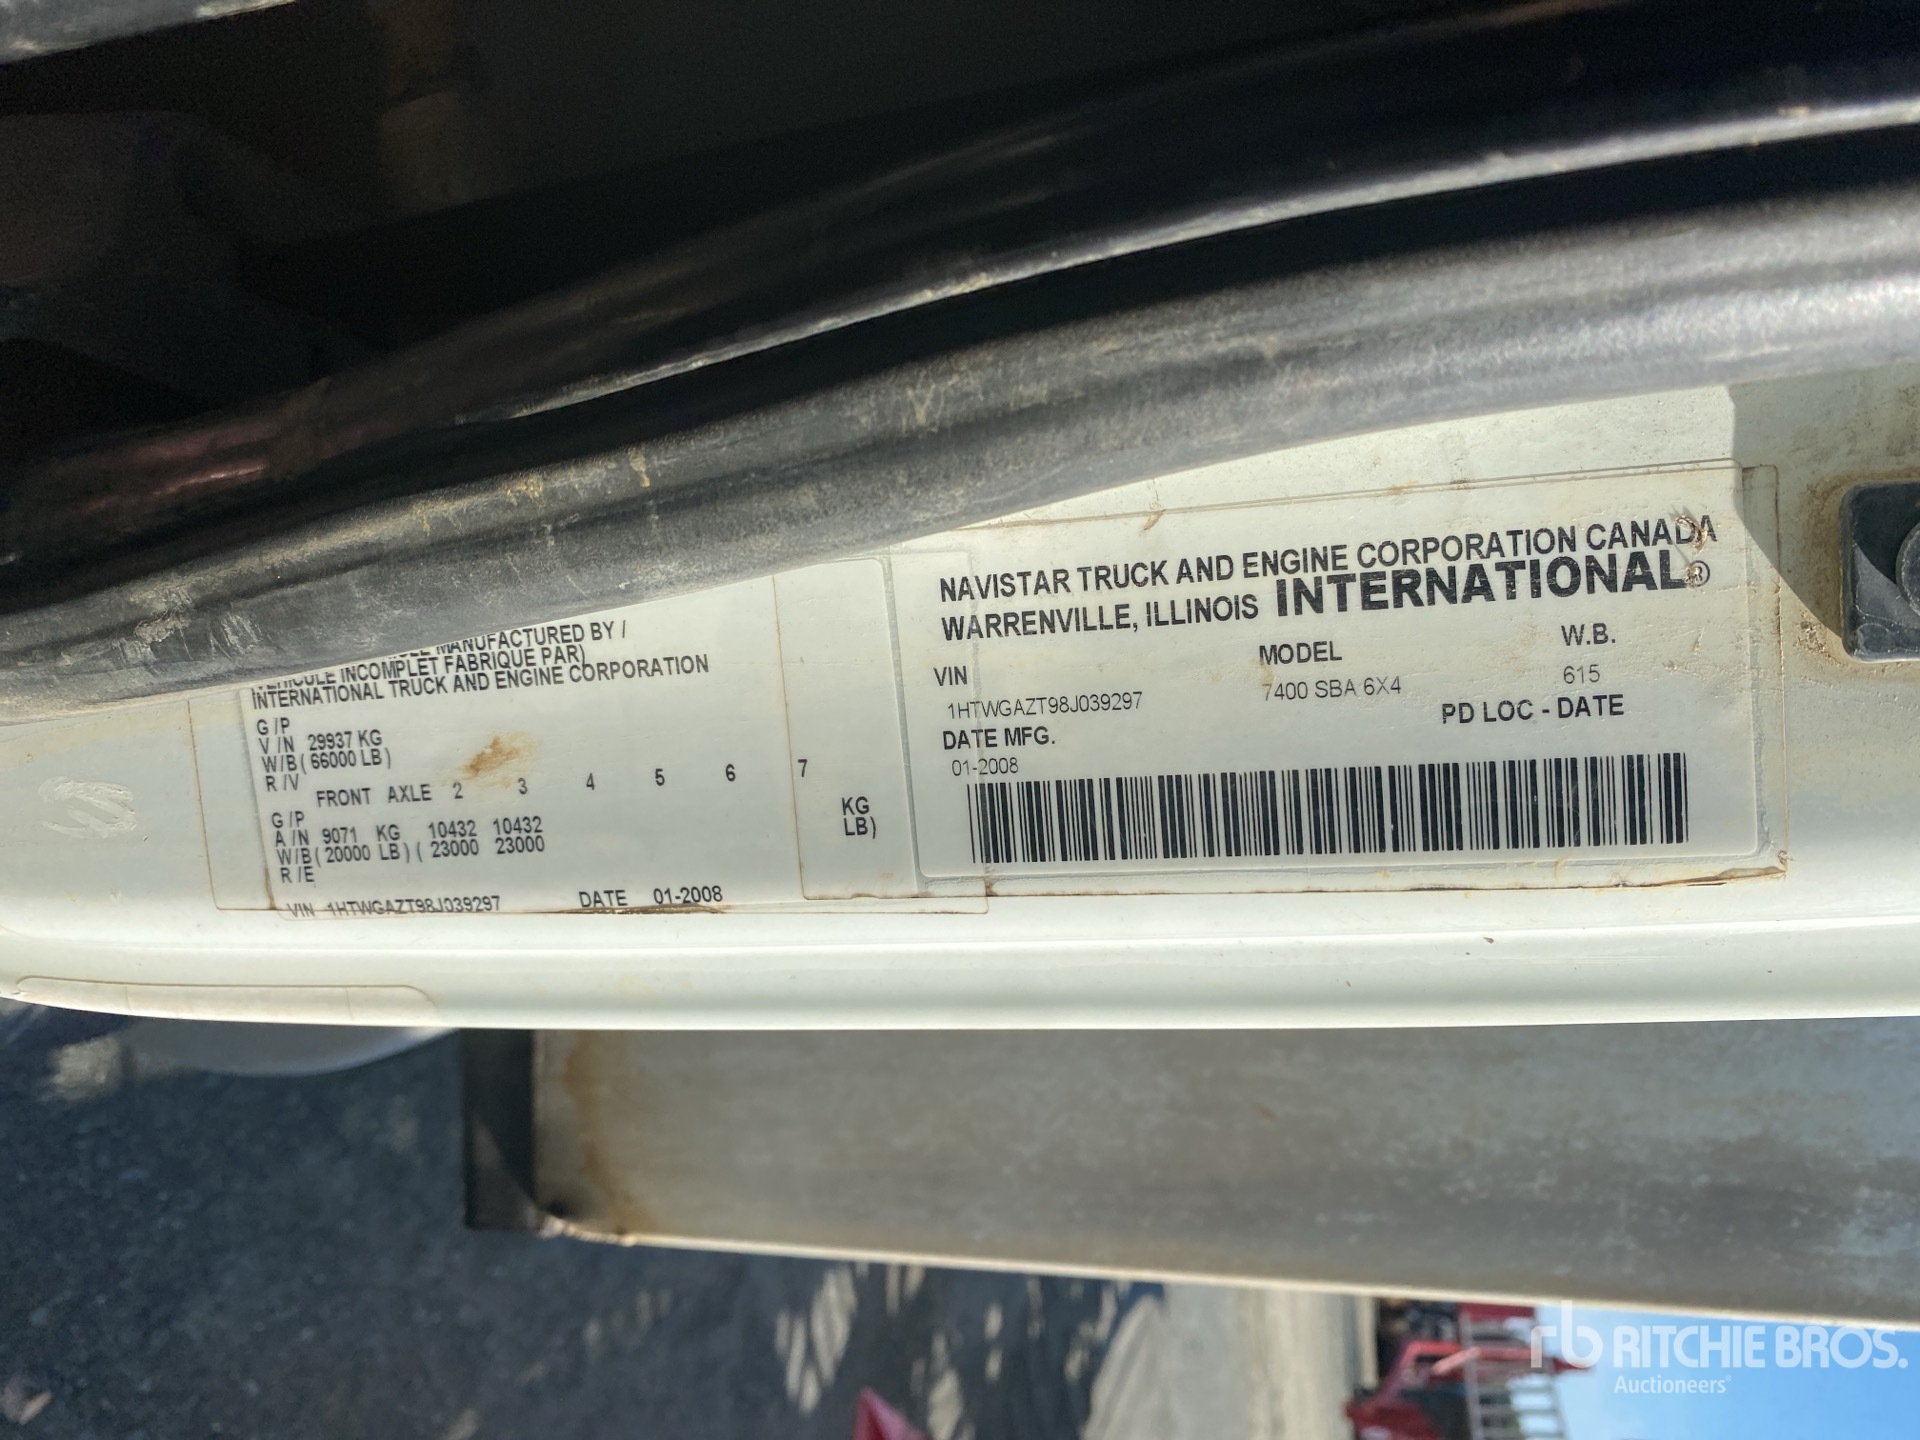 MANUFACTURED BY /
VEHICULE INCOMPLET FABRIQUE PAR)
INTERNATIONAL TRUCK AND ENGINE CORPORATION
G / P
V / N 29937 KG
W/B ( 66000 LB )
R / V
FRONT AXLE 2 3 4 5 6 7
G / P
A / N 9071 KG 10432 10432 KG
W/B ( 20000 LB ) ( 23000 23000 LB)
R / E
VIN 1HTWGAZT98J039297 DATE 01-2008
NAVISTAR TRUCK AND ENGINE CORPORATION CANADA
WARRENVILLE, ILLINOIS INTERNATIONAL®
VIN MODEL W.B.
1HTWGAZT98J039297 7400 SBA 6X4 615
DATE MFG. PD LOC - DATE
01-2008
rb RITCHIE BROS.
Auctioneers